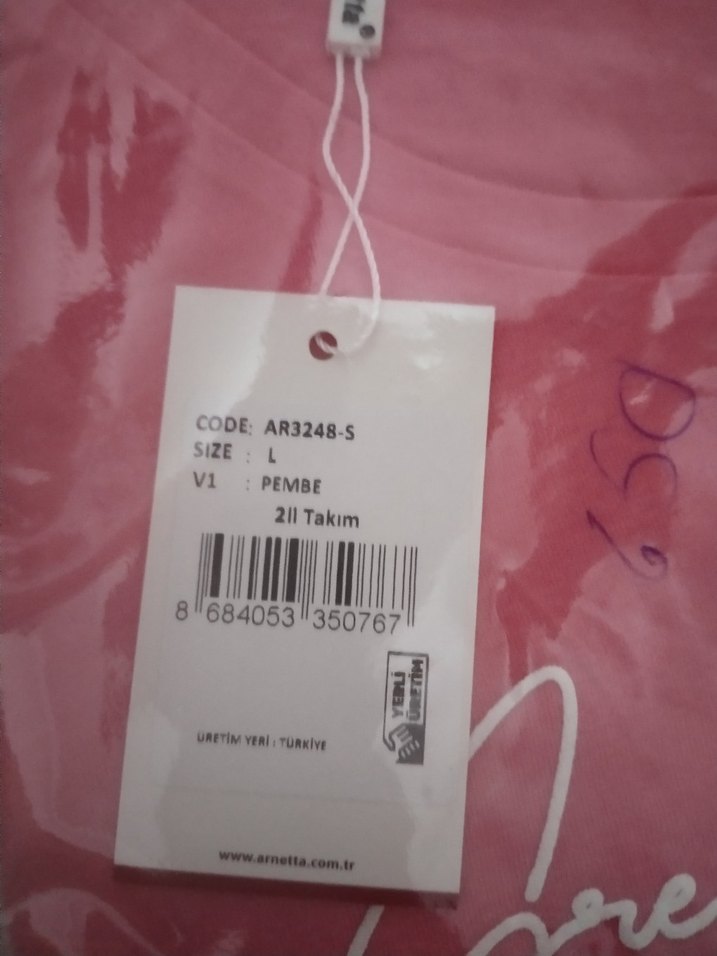 CODE: AR3248-S
SIZE : L
V1 : PEMBE
2li Takım
8 684053 350767
YERLİ
ÜRETİM
ÜRETİM YERİ : TÜRKİYE
www.arnetta.com.tr
650